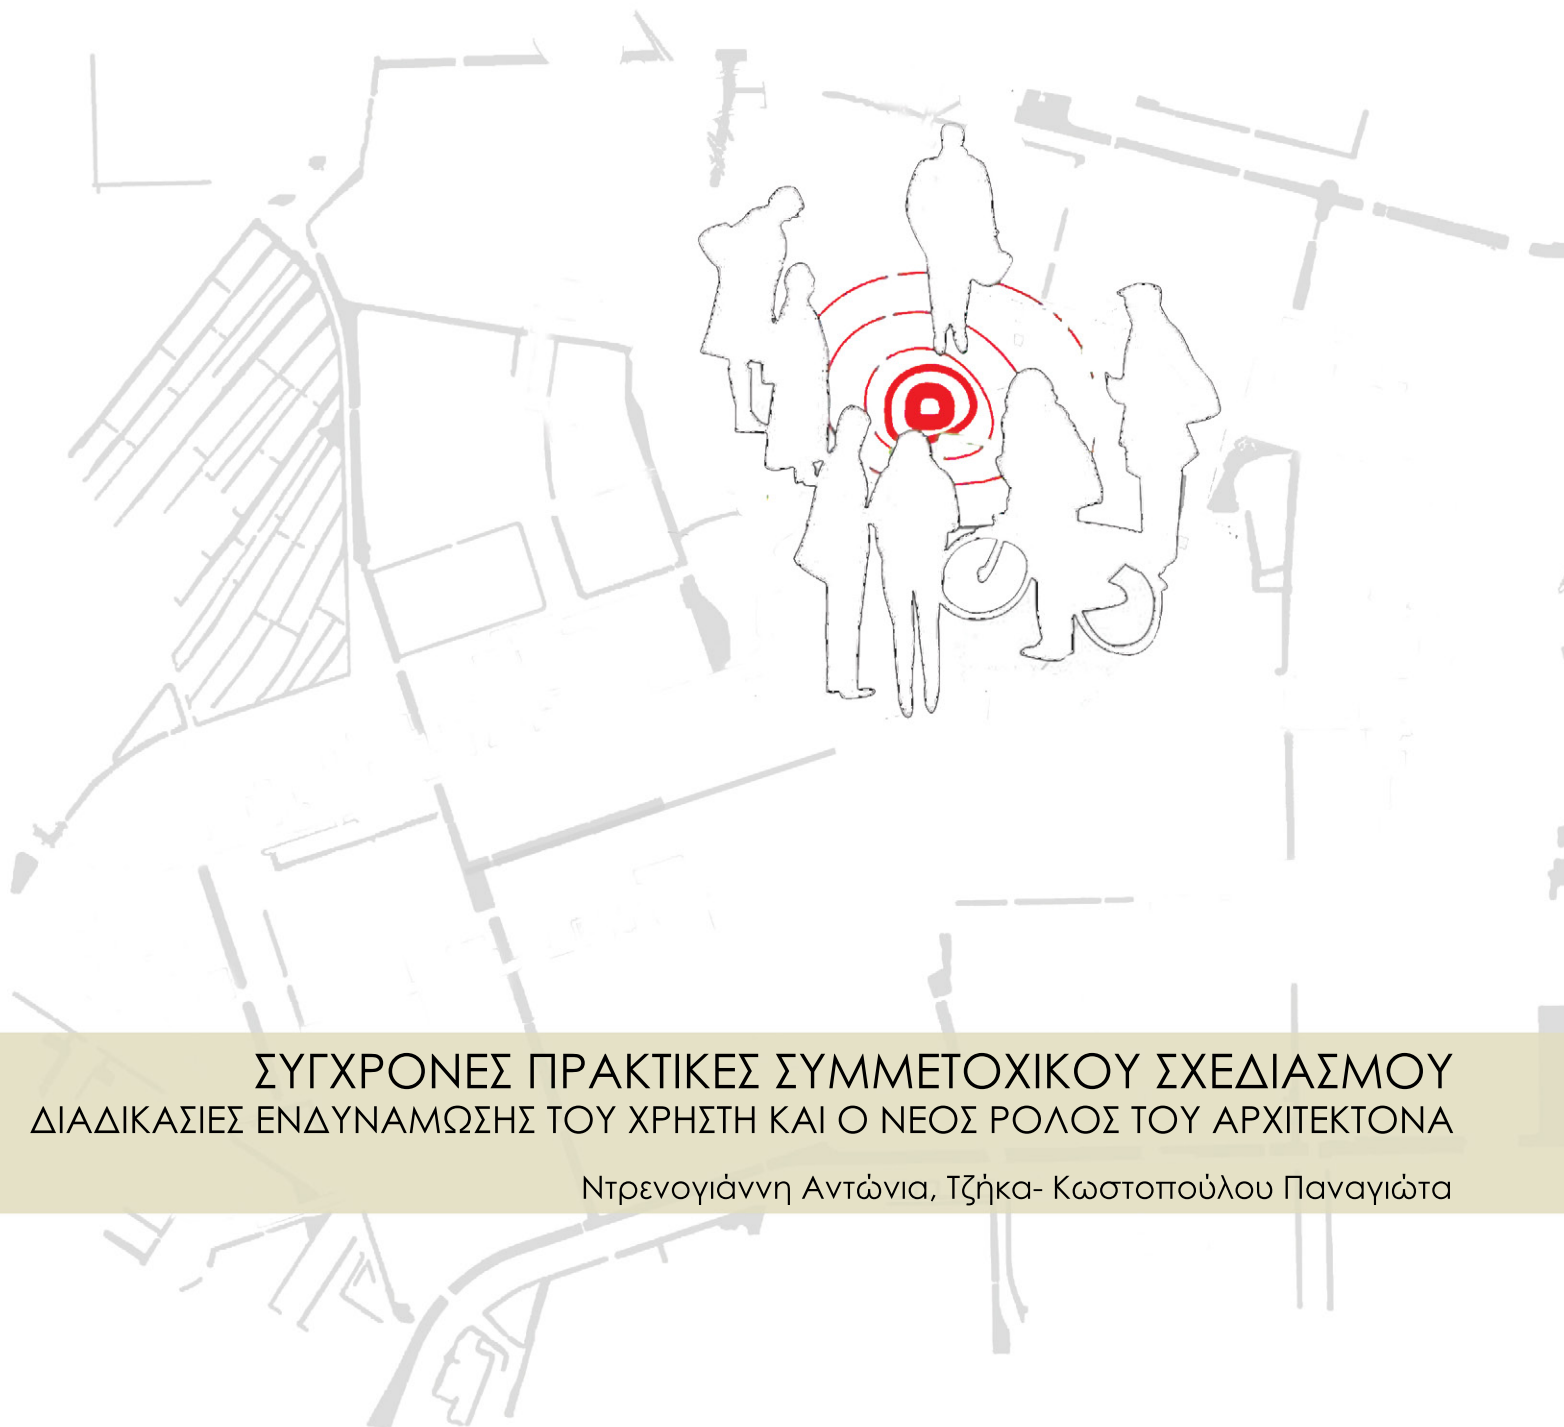 ΣΥΓΧΡΟΝΕΣ ΠΡΑΚΤΙΚΕΣ ΣΥΜΜΕΤΟΧΙΚΟΥ ΣΧΕΔΙΑΣΜΟΥ
ΔΙΑΔΙΚΑΣΙΕΣ ΕΝΔΥΝΑΜΩΣΗΣ ΤΟΥ ΧΡΗΣΤΗ ΚΑΙ Ο ΝΕΟΣ ΡΟΛΟΣ ΤΟΥ ΑΡΧΙΤΕΚΤΟΝΑ
Ντρενογιάννη Αντώνια, Τζήκα- Κωστοπούλου Παναγιώτα